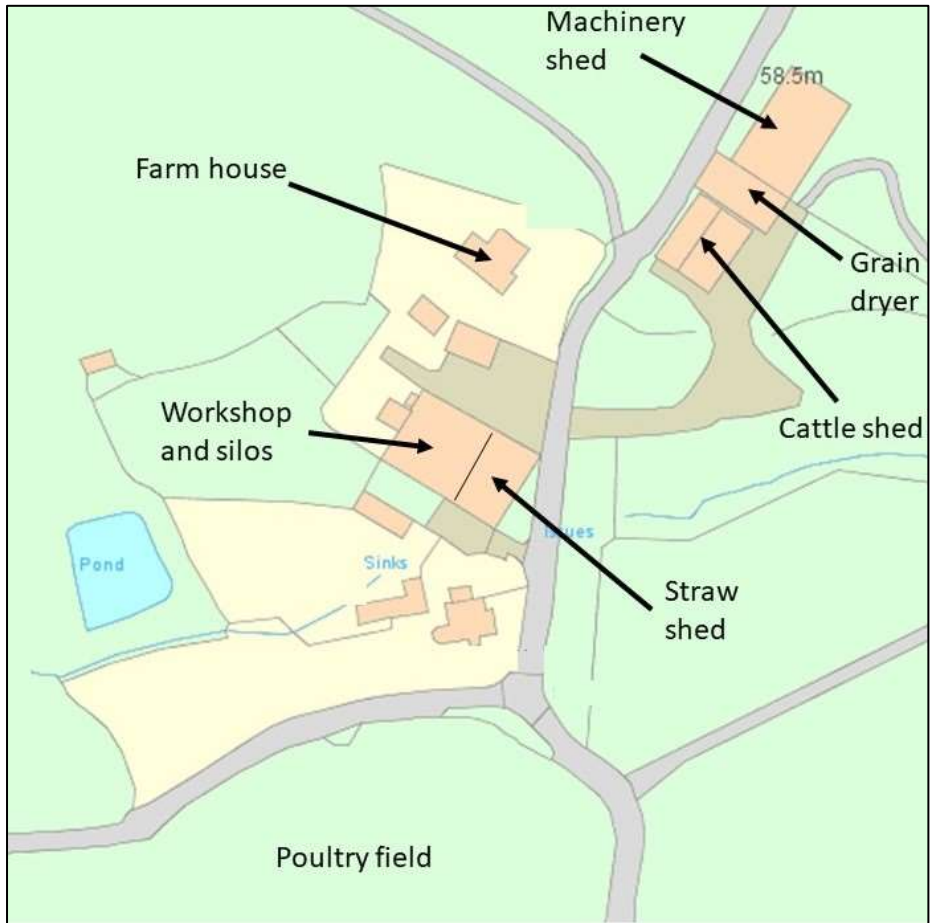 Machinery
shed
58.5m
Farm house
Grain
dryer
Workshop
and silos
Cattle shed
Issues
Pond
Sinks
Straw
shed
Poultry field